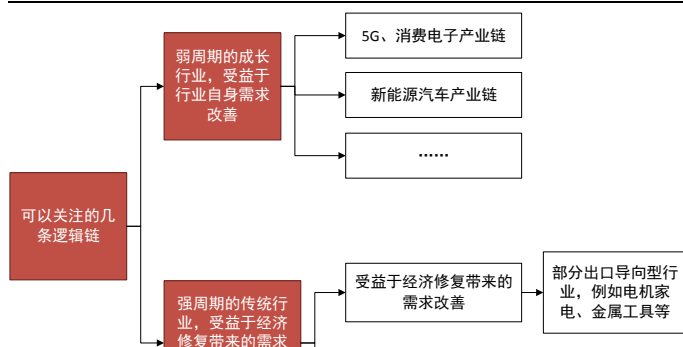 5G、消费电子产业链
弱周期的成长
行业，受益于
行业自身需求
改善
新能源汽车产业链
……
可以关注的几
条逻辑链
受益于经济修复带来的
需求改善
部分出口导向型行
业，例如电机家
电、金属工具等
强周期的传统行
业，受益于经济
修复带来的需求